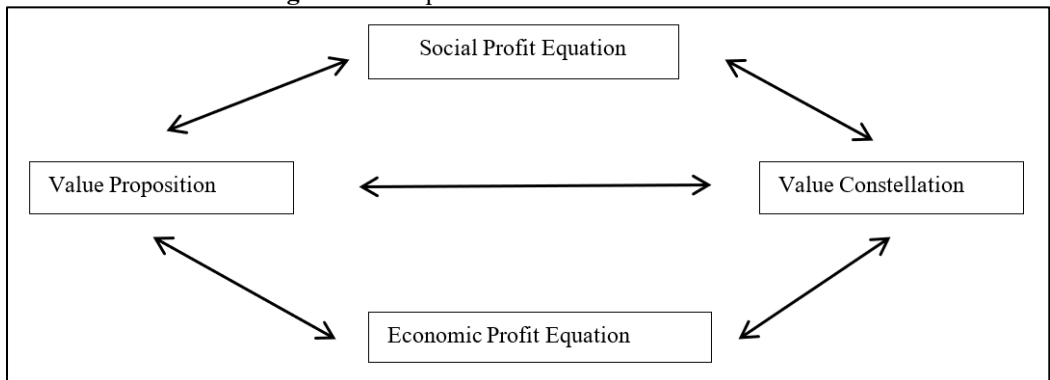 Social Profit Equation
Value Proposition
Value Constellation
Economic Profit Equation